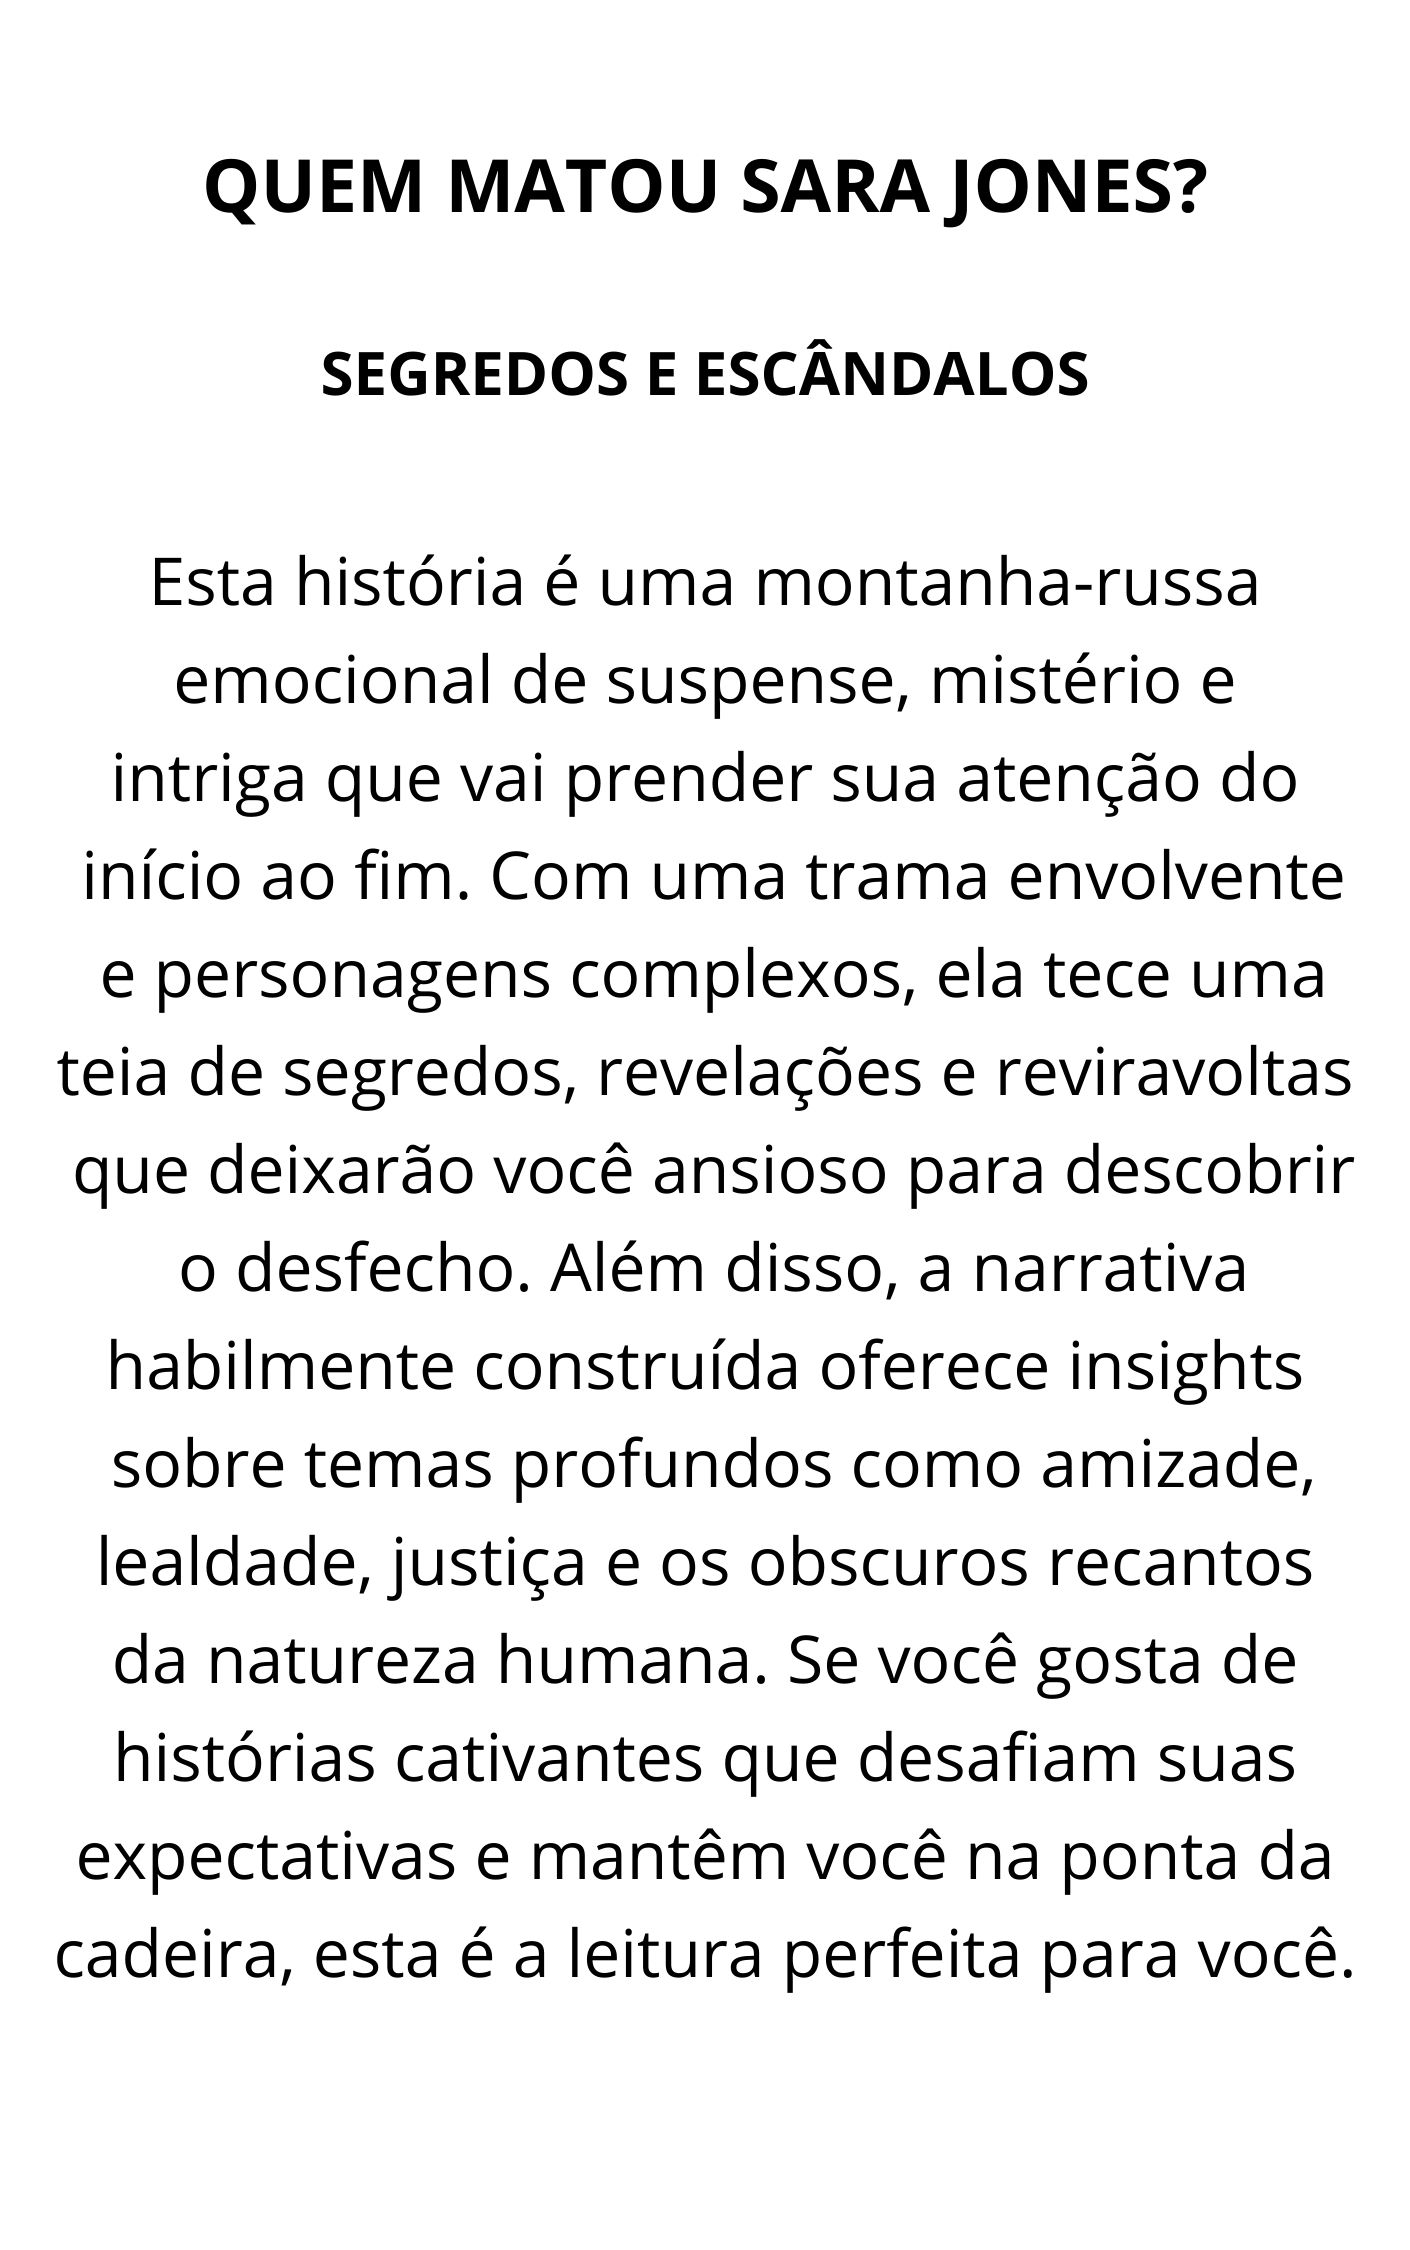 QUEM MATOU SARA JONES?
SEGREDOS E ESCÂNDALOS
Esta história é uma montanha-russa
emocional de suspense, mistério e
intriga que vai prender sua atenção do
início ao fim. Com uma trama envolvente
e personagens complexos, ela tece uma
teia de segredos, revelações e reviravoltas
que deixarão você ansioso para descobrir
o desfecho. Além disso, a narrativa
habilmente construída oferece insights
sobre temas profundos como amizade,
lealdade, justiça e os obscuros recantos
da natureza humana. Se você gosta de
histórias cativantes que desafiam suas
expectativas e mantêm você na ponta da
cadeira, esta é a leitura perfeita para você.